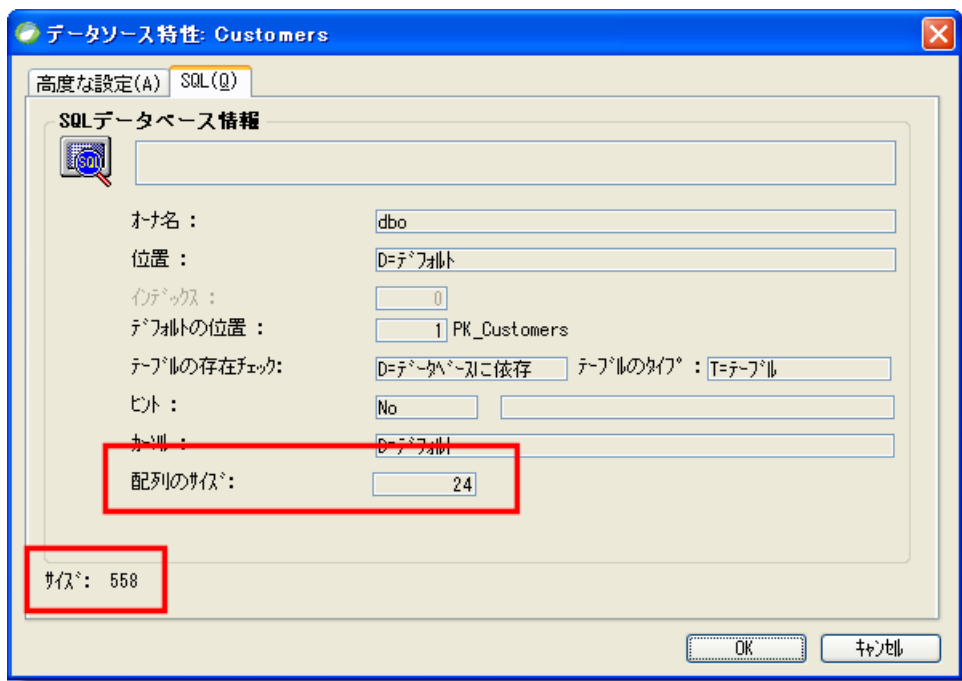 データソース特性: Customers
高度な設定(A) SQL(Q)
SQLデータベース情報
SQL
ｵｰﾅ名 : dbo
位置 : D=ﾃﾞﾌｫﾙﾄ
ｲﾝﾃﾞｯｸｽ : 0
ﾃﾞﾌｫﾙﾄの位置 : 1 PK_Customers
ﾃｰﾌﾞﾙの存在ﾁｪｯｸ: D=ﾃﾞｰﾀﾍﾞｰｽに依存 ﾃｰﾌﾞﾙのﾀｲﾌﾟ : T=ﾃｰﾌﾞﾙ
ﾋﾝﾄ : No
ｶｰｿﾙ : D=ﾃﾞﾌｫﾙﾄ
配列のｻｲｽﾞ: 24
ｻｲｽﾞ: 558
OK ｷｬﾝｾﾙ